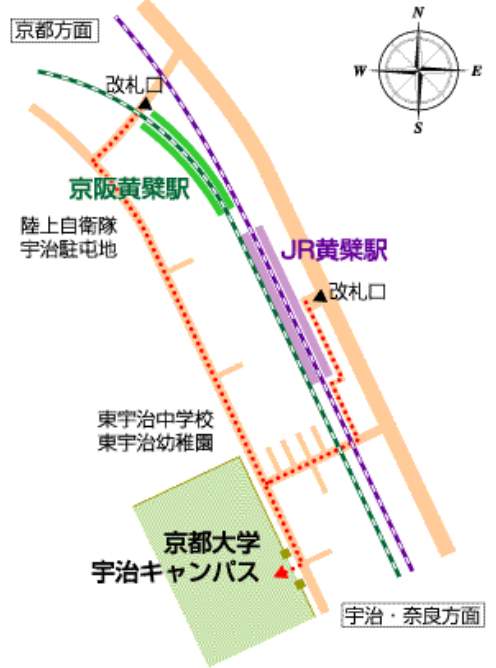 京都方面
N
W
E
S
改札口
京阪黄檗駅
陸上自衛隊
宇治駐屯地
JR黄檗駅
改札口
東宇治中学校
東宇治幼稚園
京都大学
宇治キャンパス
宇治・奈良方面